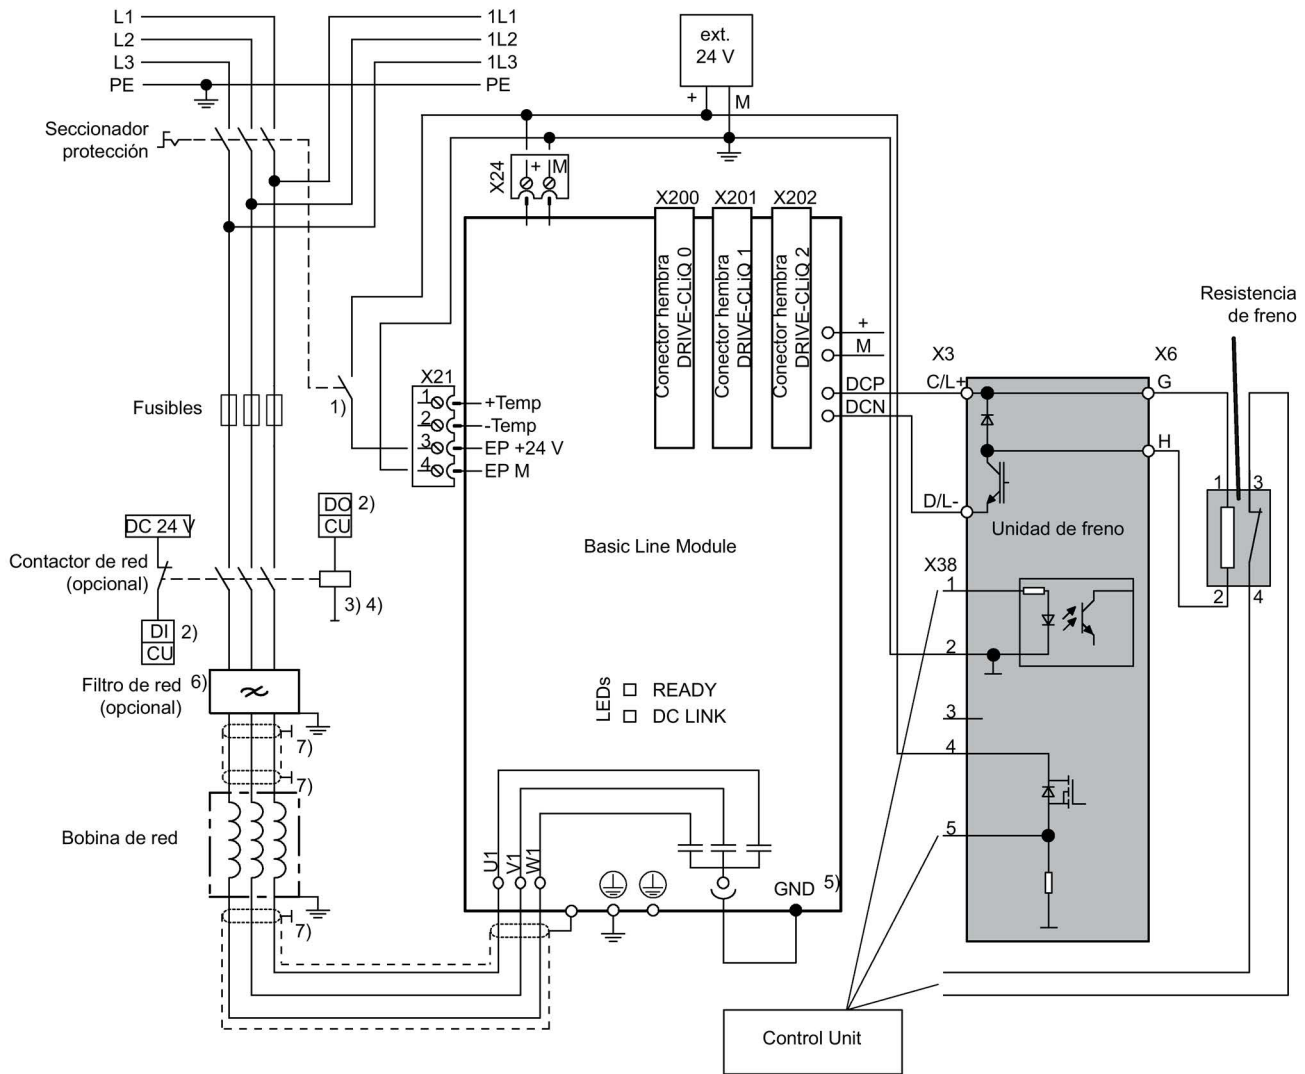 L1
1L1
L2
1L2
L3
1L3
PE
PE
ext.
24 V
+
M
Seccionador
protección
X24
+
M
X200
X201
X202
Conector hembra
DRIVE-CLiQ 0
Conector hembra
DRIVE-CLiQ 1
Conector hembra
DRIVE-CLiQ 2
Resistencia
de freno
+
M
X3
X6
C/L+
G
DCP
DCN
H
X21
1
+Temp
2
-Temp
3
EP +24 V
4
EP M
Fusibles
1)
D/L-
Unidad de freno
1
3
2
4
DO
2)
CU
DC 24 V
Contactor de red
(opcional)
3) 4)
DI
2)
CU
Basic Line Module
X38
1
2
3
4
5
Filtro de red
6)
(opcional)
7)
7)
LEDs
READY
DC LINK
Bobina de red
U1
V1
W1
GND
5)
7)
Control Unit